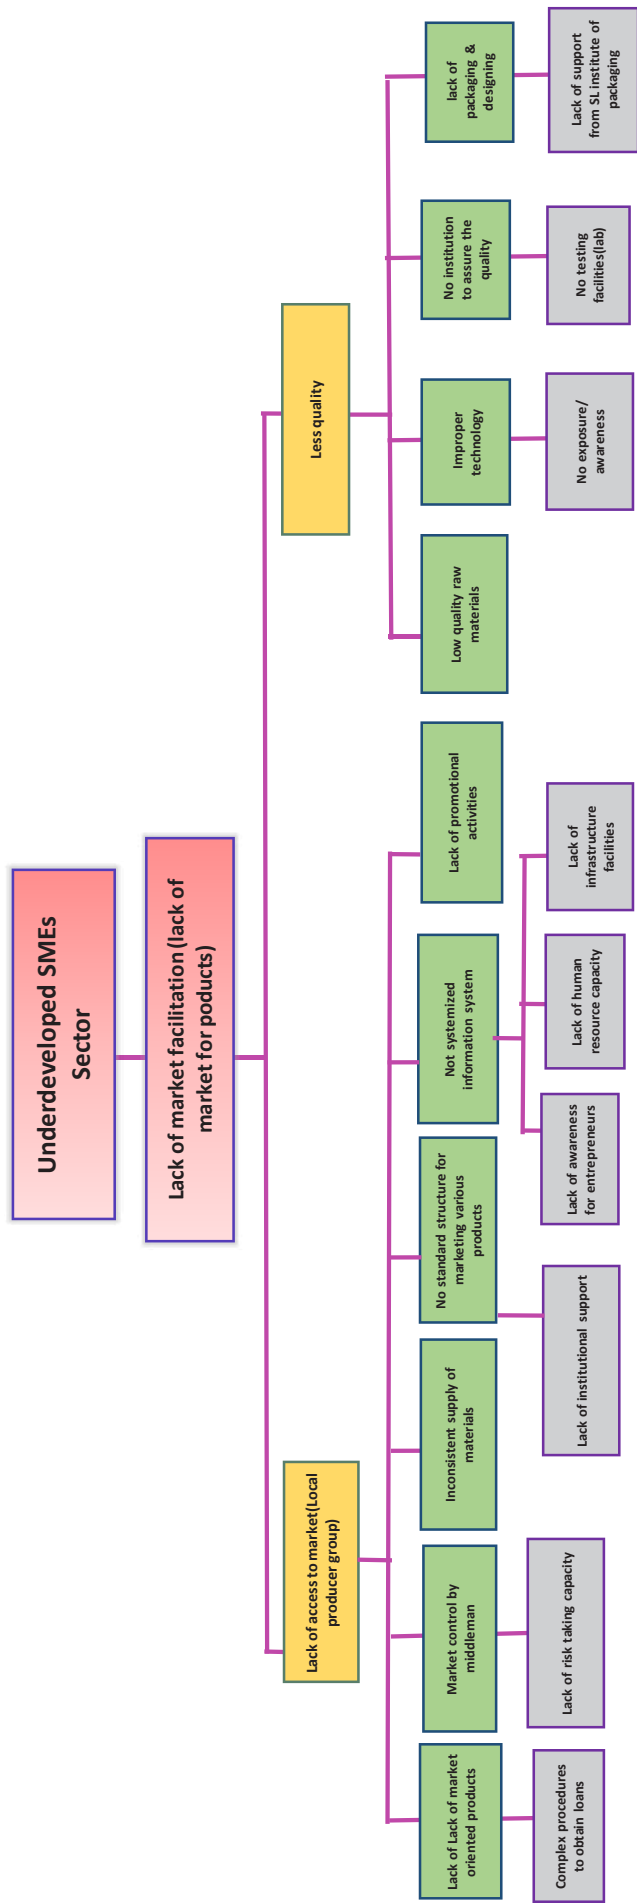 Underdeveloped SMEs
Sector
Lack of market facilitation (lack of
market for poducts)
Lack of access to market(Local
producer group)
Less quality
Lack of Lack of market
oriented products
Market control by
middleman
Inconsistent supply of
materials
No standard structure for
marketing various
products
Not systemized
information system
Lack of promotional
activities
Low quality raw
materials
Improper
technology
No institution
to assure the
quality
lack of
packaging &
designing
Complex procedures
to obtain loans
Lack of risk taking capacity
Lack of institutional support
Lack of awareness
for entrepreneurs
Lack of human
resource capacity
Lack of
infrastructure
facilities
No exposure/
awareness
No testing
facilities(lab)
Lack of support
from SL institute of
packaging